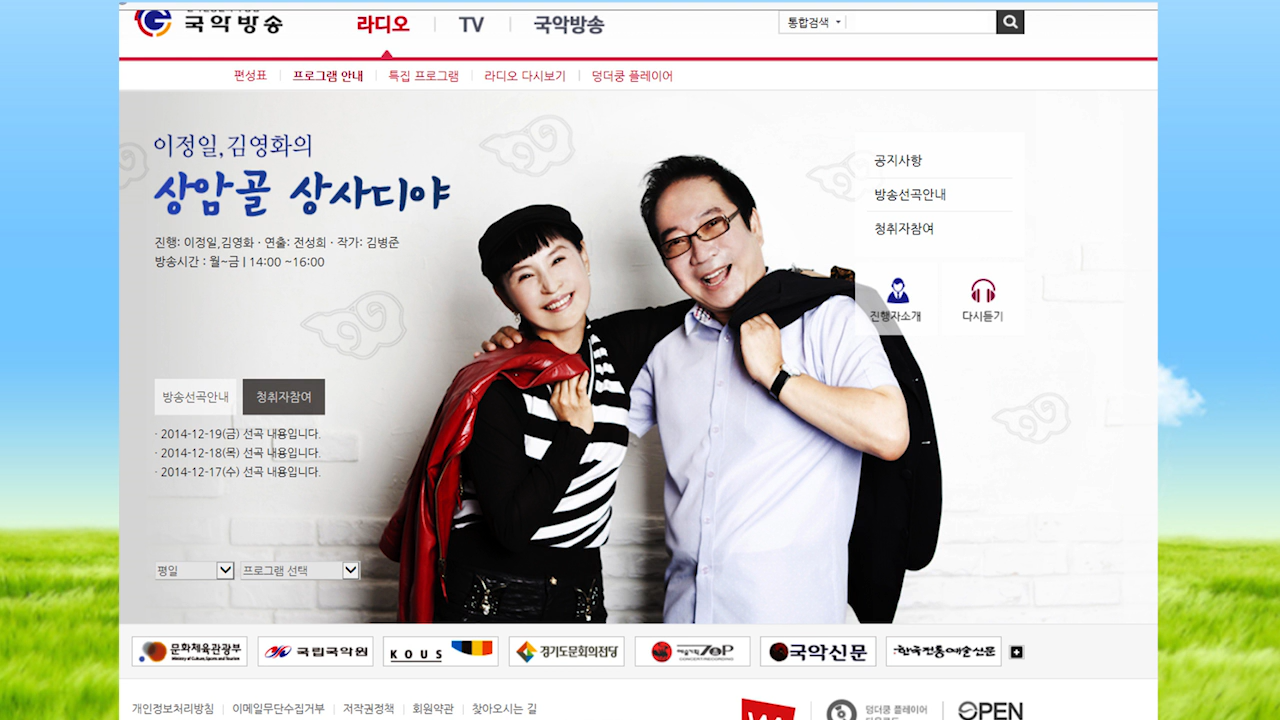 국악방송
라디오
TV
국악방송
통합검색
편성표
프로그램 안내
특집 프로그램
라디오 다시보기
덩더쿵 플레이어
이정일,김영화의
상암골 상사디야
진행: 이정일,김영화 · 연출: 전성희 · 작가: 김병준
방송시간 : 월~금 | 14:00 ~16:00
공지사항
방송선곡안내
청취자참여
진행자소개
다시듣기
방송선곡안내
청취자참여
· 2014-12-19(금) 선곡 내용입니다.
· 2014-12-18(목) 선곡 내용입니다.
· 2014-12-17(수) 선곡 내용입니다.
평일
프로그램 선택
문화체육관광부
Ministry of Culture, Sports and Tourism
국립국악원
KOUS
경기도문화의전당
TOP
국악신문
한국전통예술신문
개인정보처리방침
이메일무단수집거부
저작권정책
회원약관
찾아오시는 길
덩더쿵 플레이어
OPEN